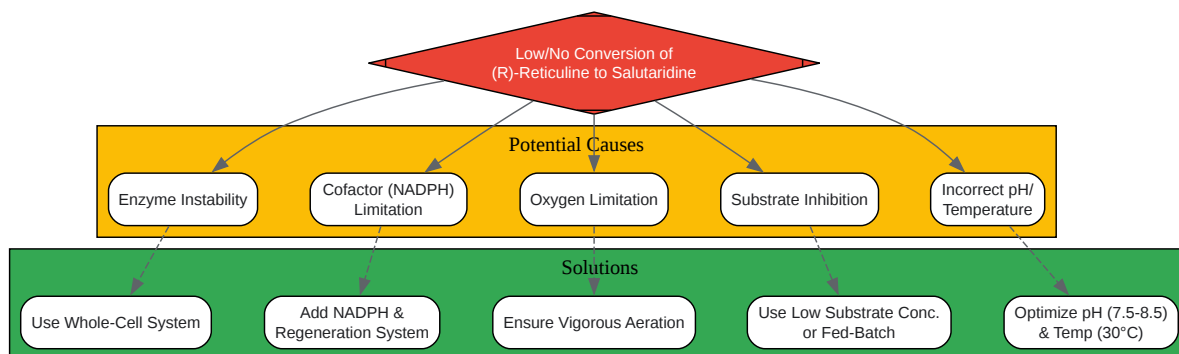 Low/No Conversion of
(R)-Reticuline to Salutaridine
Potential Causes
Enzyme Instability
Cofactor (NADPH)
Limitation
Oxygen Limitation
Substrate Inhibition
Incorrect pH/
Temperature
Solutions
Use Whole-Cell System
Add NADPH &
Regeneration System
Ensure Vigorous Aeration
Use Low Substrate Conc.
or Fed-Batch
Optimize pH (7.5-8.5)
& Temp (30°C)